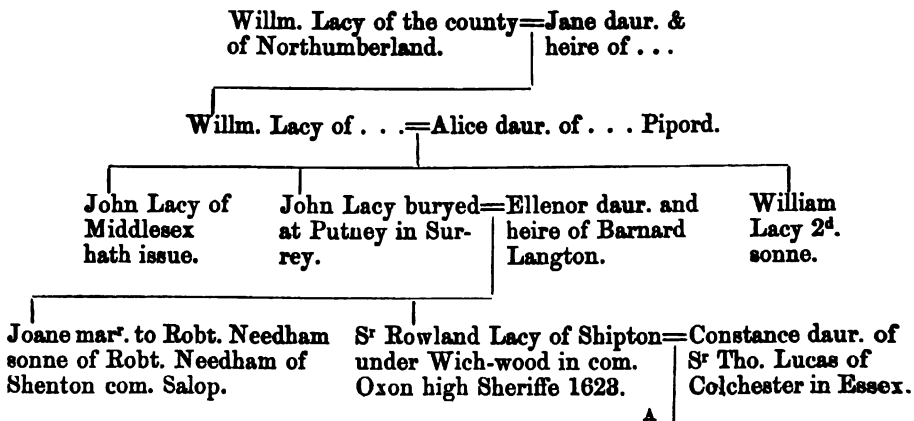 Willm. Lacy of the county=Jane daur. &
of Northumberland. heire of . . .
Willm. Lacy of . . .=Alice daur. of . . . Pipord.
John Lacy of
Middlesex
hath issue.
John Lacy buryed=Ellenor daur. and
at Putney in Sur- heire of Barnard
rey. Langton.
William
Lacy 2d.
sonne.
Joane marr. to Robt. Needham
sonne of Robt. Needham of
Shenton com. Salop.
Sr Rowland Lacy of Shipton=Constance daur. of
under Wich-wood in com. Sr Tho. Lucas of
Oxon high Sheriffe 1623. Colchester in Essex.
A